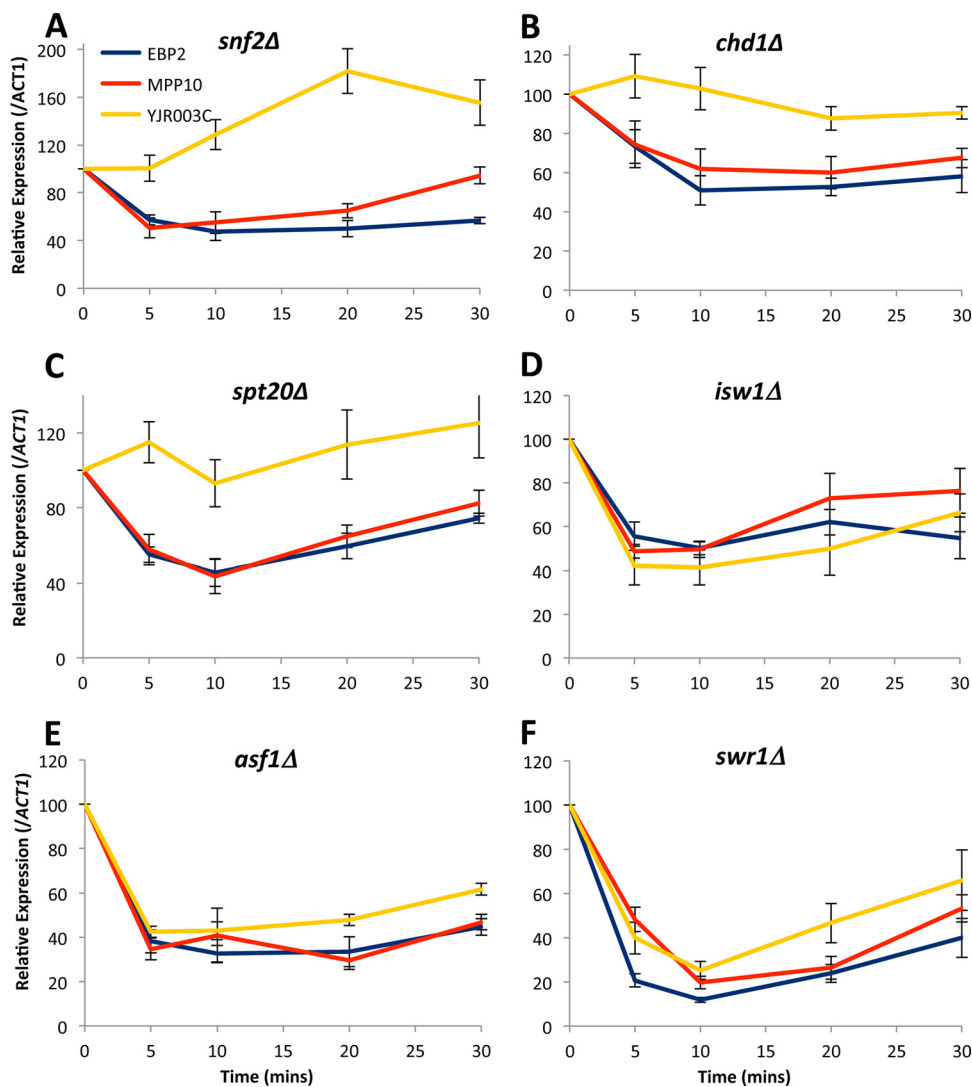 A
snf2Δ
EBP2
MPP10
YJR003C
Relative Expression (/ACT1)
200
160
120
80
40
0
0 5 10 15 20 25 30
B
chd1Δ
120
100
80
60
40
20
0
0 5 10 15 20 25 30
C
spt20Δ
Relative Expression (/ACT1)
120
80
40
0
0 5 10 15 20 25 30
D
isw1Δ
120
100
80
60
40
20
0
0 5 10 15 20 25 30
E
asf1Δ
Relative Expression (/ACT1)
120
100
80
60
40
20
0
0 5 10 15 20 25 30
Time (mins)
F
swr1Δ
120
100
80
60
40
20
0
0 5 10 15 20 25 30
Time (mins)